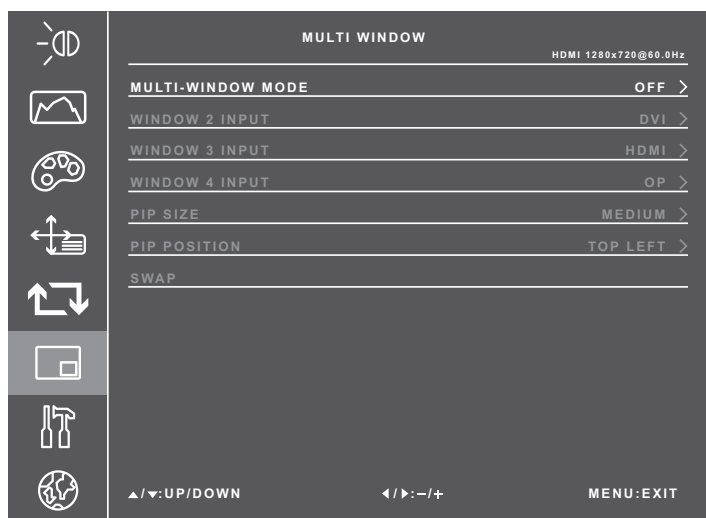 MULTI WINDOW
HDMI 1280x720@60.0Hz
MULTI-WINDOW MODE OFF >
WINDOW 2 INPUT DVI >
WINDOW 3 INPUT HDMI >
WINDOW 4 INPUT OP >
PIP SIZE MEDIUM >
PIP POSITION TOP LEFT >
SWAP
▲/▼:UP/DOWN ◀/▶:−/+ MENU:EXIT